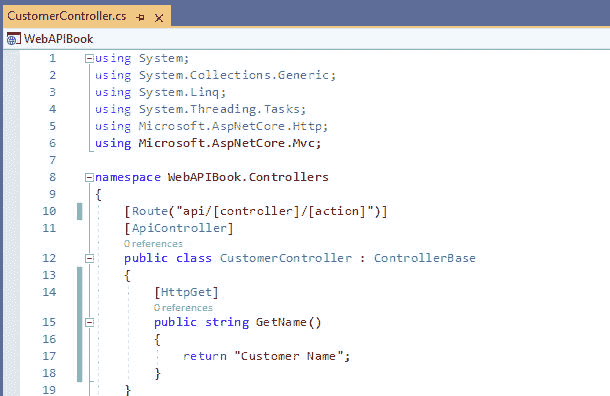 CustomerController.cs
WebAPIBook
1 using System;
2 using System.Collections.Generic;
3 using System.Linq;
4 using System.Threading.Tasks;
5 using Microsoft.AspNetCore.Http;
6 using Microsoft.AspNetCore.Mvc;
7
8 namespace WebAPIBook.Controllers
9 {
10 [Route("api/[controller]/[action]")]
11 [ApiController]
0 references
12 public class CustomerController : ControllerBase
13 {
14 [HttpGet]
0 references
15 public string GetName()
16 {
17 return "Customer Name";
18 }
19 }